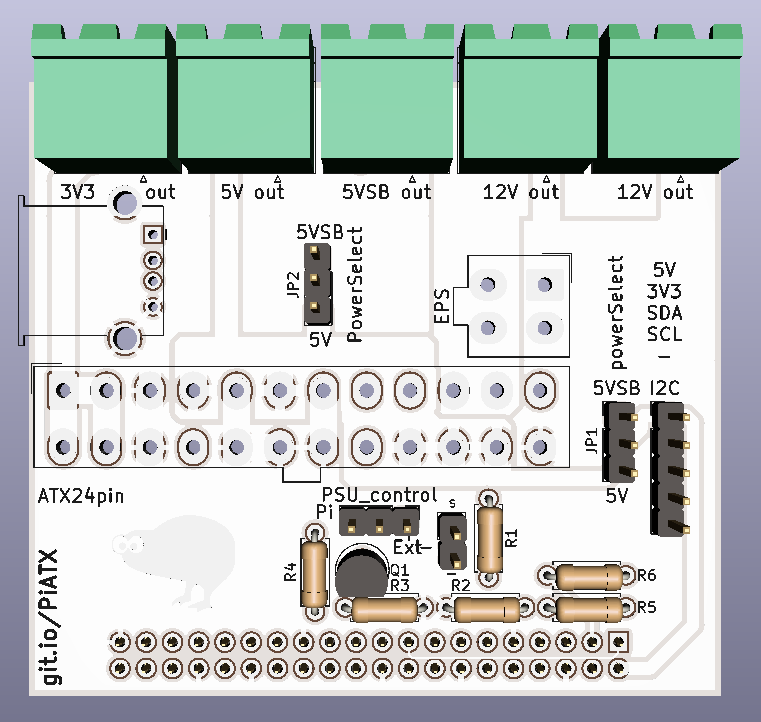 3V3 out
5V out
5VSB out
12V out
12V out
5VSB
JP2
PowerSelect
5V
EPS
powerSelect
5V
3V3
SDA
SCL
-
5VSB
I2C
JP1
5V
ATX24pin
PSU_control
Pi
Ext-
s
-
R1
R4
Q1
R3
R2
R6
R5
git.io/PiATX